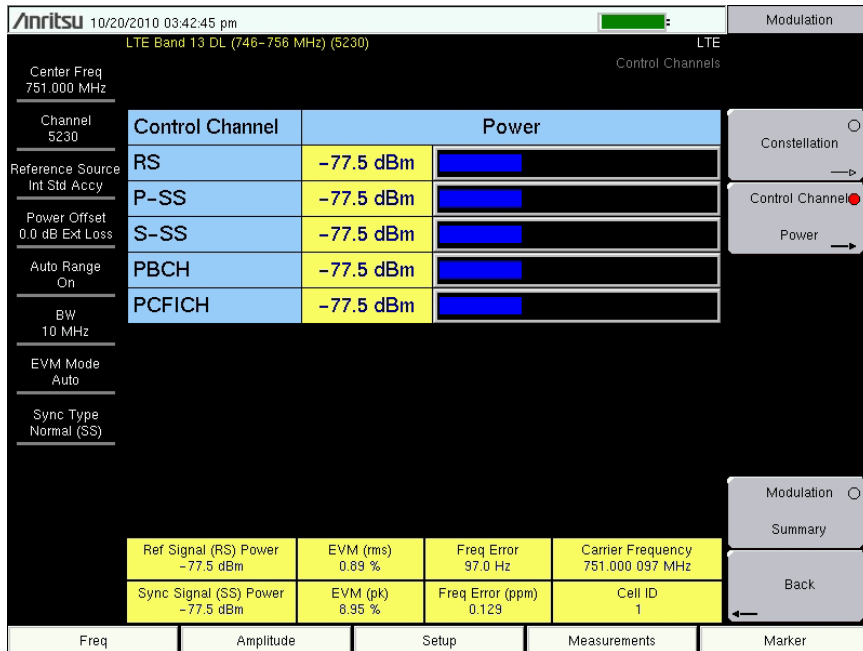 Anritsu 10/20/2010 03:42:45 pm
Modulation
LTE Band 13 DL (746-756 MHz) (5230)
LTE
Control Channels
Center Freq
751.000 MHz
Channel
5230
Reference Source
Int Std Accy
Power Offset
0.0 dB Ext Loss
Auto Range
On
BW
10 MHz
EVM Mode
Auto
Sync Type
Normal (SS)
Control Channel Power
RS -77.5 dBm
P-SS -77.5 dBm
S-SS -77.5 dBm
PBCH -77.5 dBm
PCFICH -77.5 dBm
Constellation
Control Channel
Power
Modulation
Summary
Back
Ref Signal (RS) Power
-77.5 dBm
EVM (rms)
0.89 %
Freq Error
97.0 Hz
Carrier Frequency
751.000 097 MHz
Sync Signal (SS) Power
-77.5 dBm
EVM (pk)
8.95 %
Freq Error (ppm)
0.129
Cell ID
1
Freq Amplitude Setup Measurements Marker